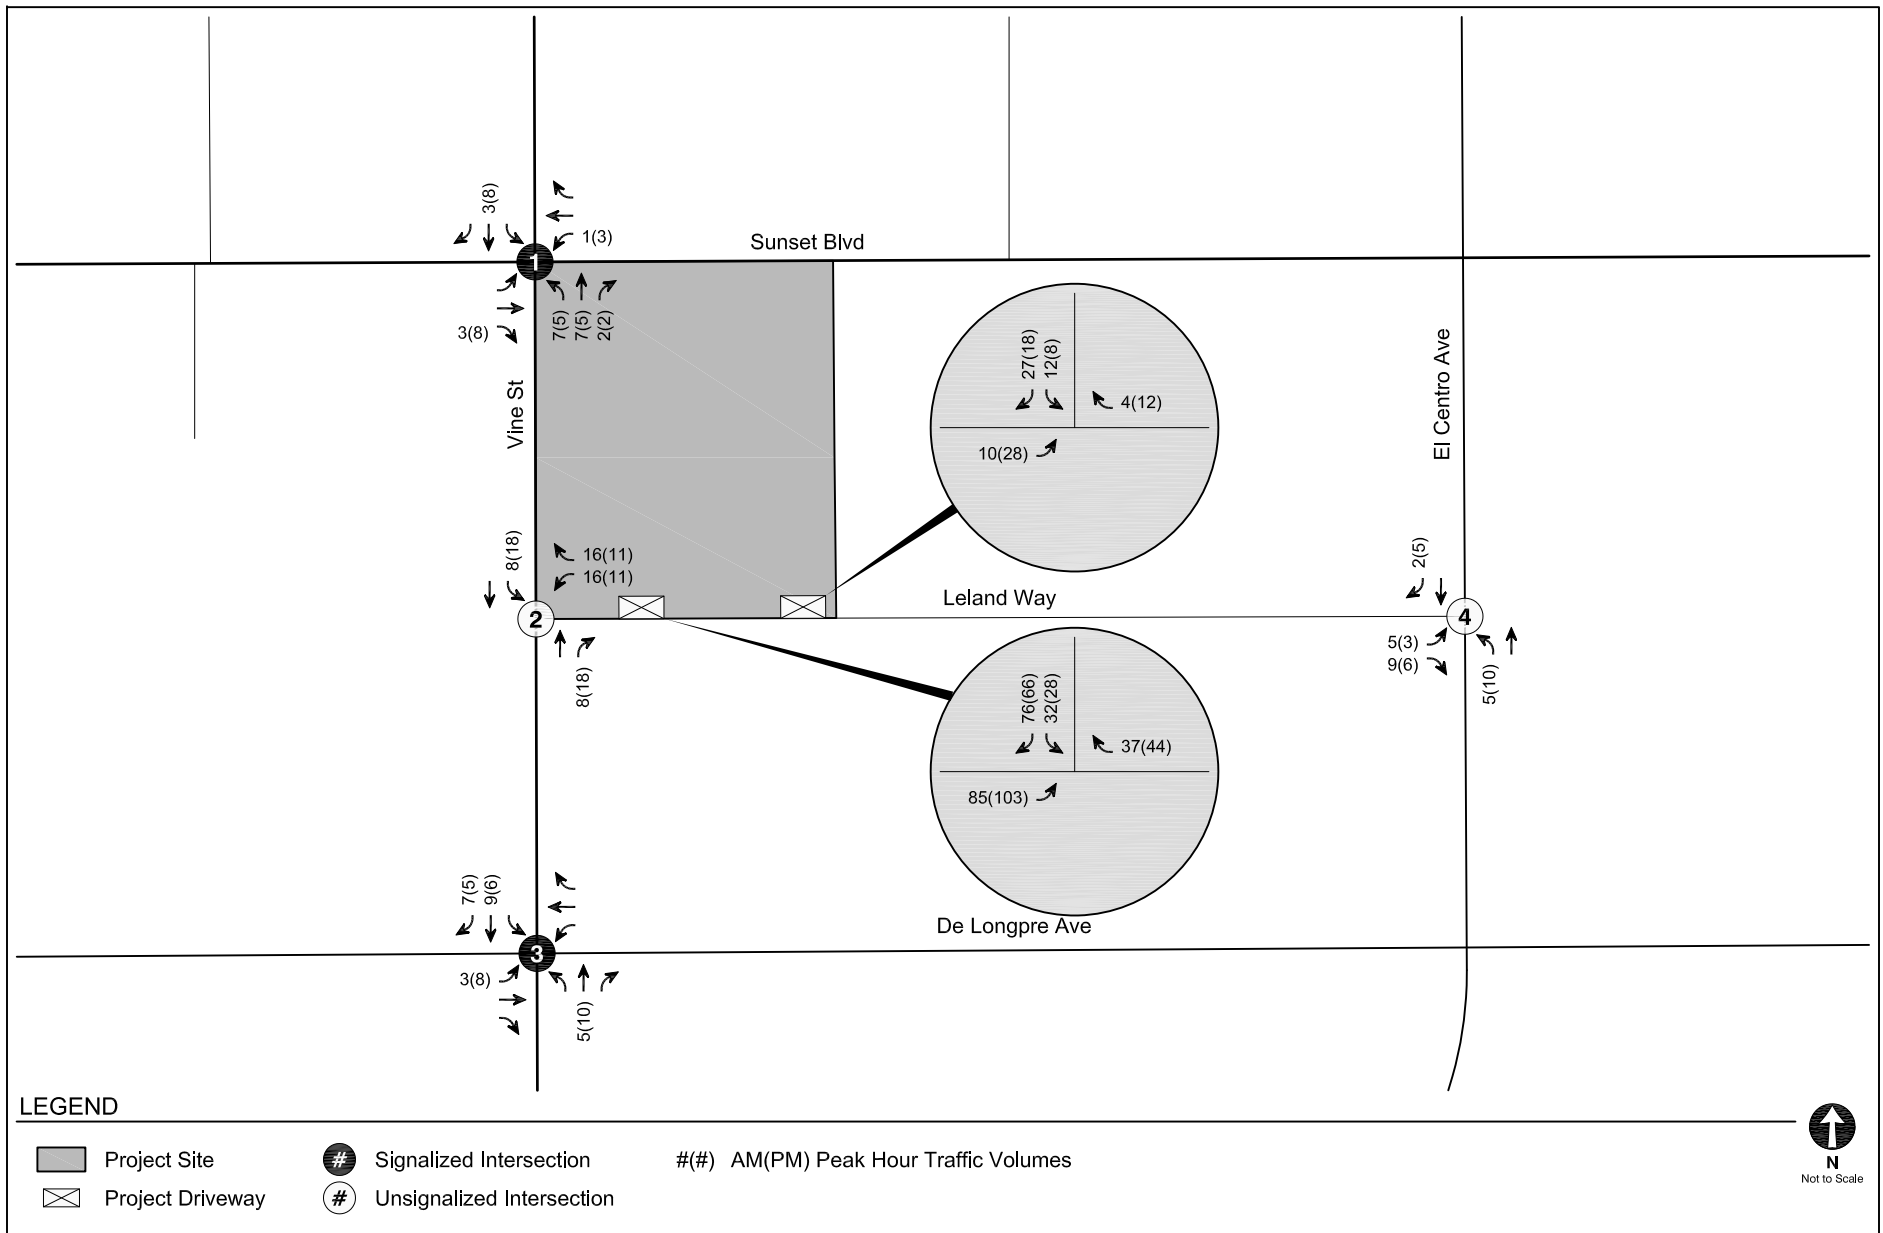 3(8)
1(3)
Sunset Blvd
1
3(8)
7(5)
7(5)
2(2)
Vine St
27(18)
12(8)
4(12)
10(28)
El Centro Ave
8(18)
16(11)
16(11)
2
8(18)
Leland Way
2(5)
4
5(3)
9(6)
5(10)
76(66)
32(28)
37(44)
85(103)
7(5)
9(6)
De Longpre Ave
3
3(8)
5(10)
LEGEND
Project Site
# Signalized Intersection
#(#) AM(PM) Peak Hour Traffic Volumes
Project Driveway
# Unsignalized Intersection
N
Not to Scale